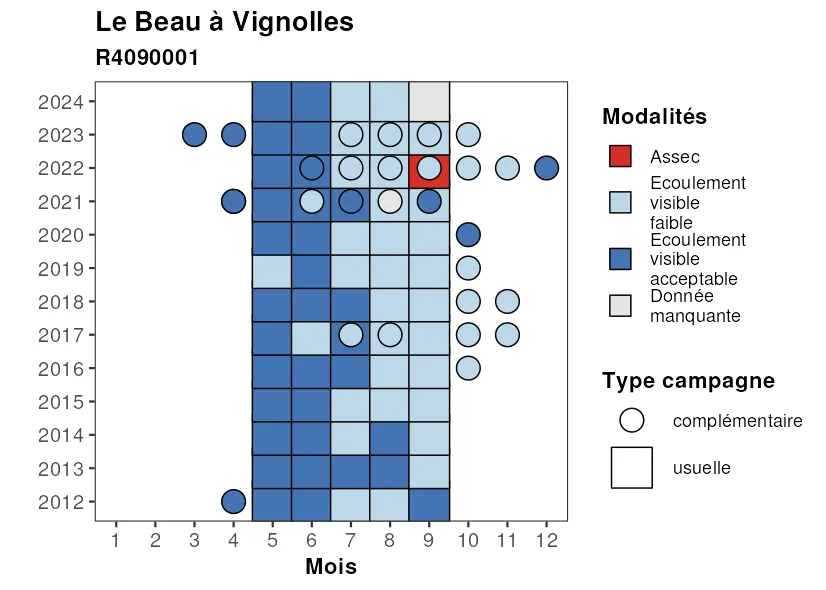 Le Beau à Vignolles
R4090001
2024
2023
2022
2021
2020
2019
2018
2017
2016
2015
2014
2013
2012
1 2 3 4 5 6 7 8 9 10 11 12
Mois
Modalités
Assec
Ecoulement
visible
faible
Ecoulement
visible
acceptable
Donnée
manquante
Type campagne
complémentaire
usuelle